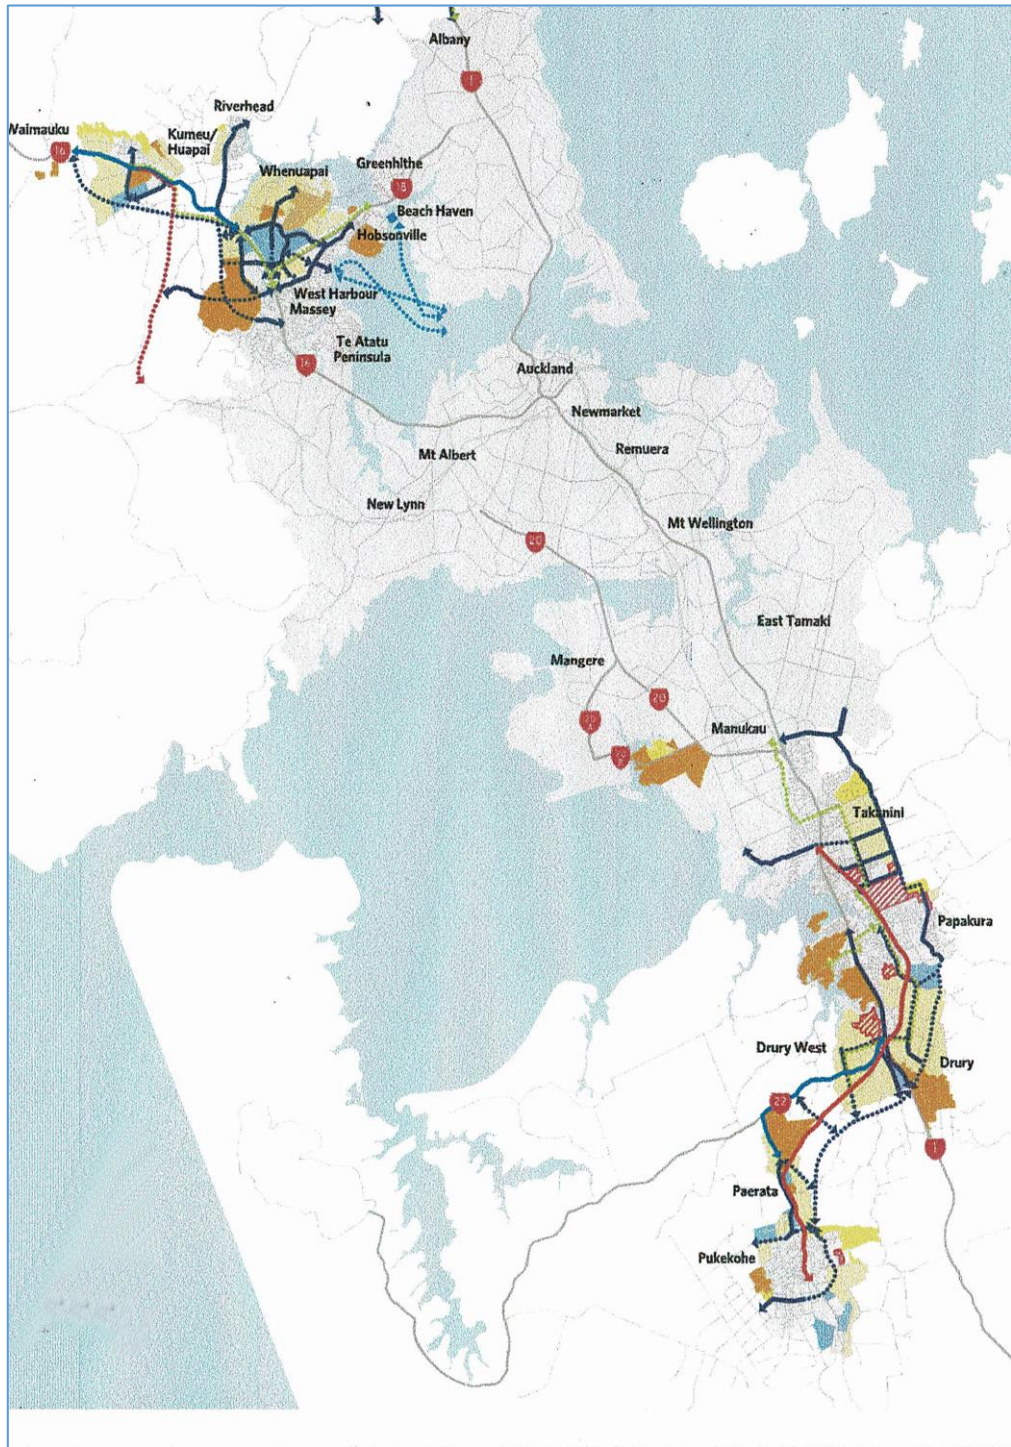 Albany
1
Riverhead
Waimauku
Kumeu/
Huapai
16
Whenuapai
Greenhithe
18
Beach Haven
Hobsonville
West Harbour
Massey
Te Atatu
Peninsula
16
Auckland
Newmarket
Mt Albert
Remuera
New Lynn
Mt Wellington
20
East Tamaki
Mangere
20
20
A
Manukau
20
Takanini
Papakura
Drury West
Drury
22
1
Paerata
Pukekohe